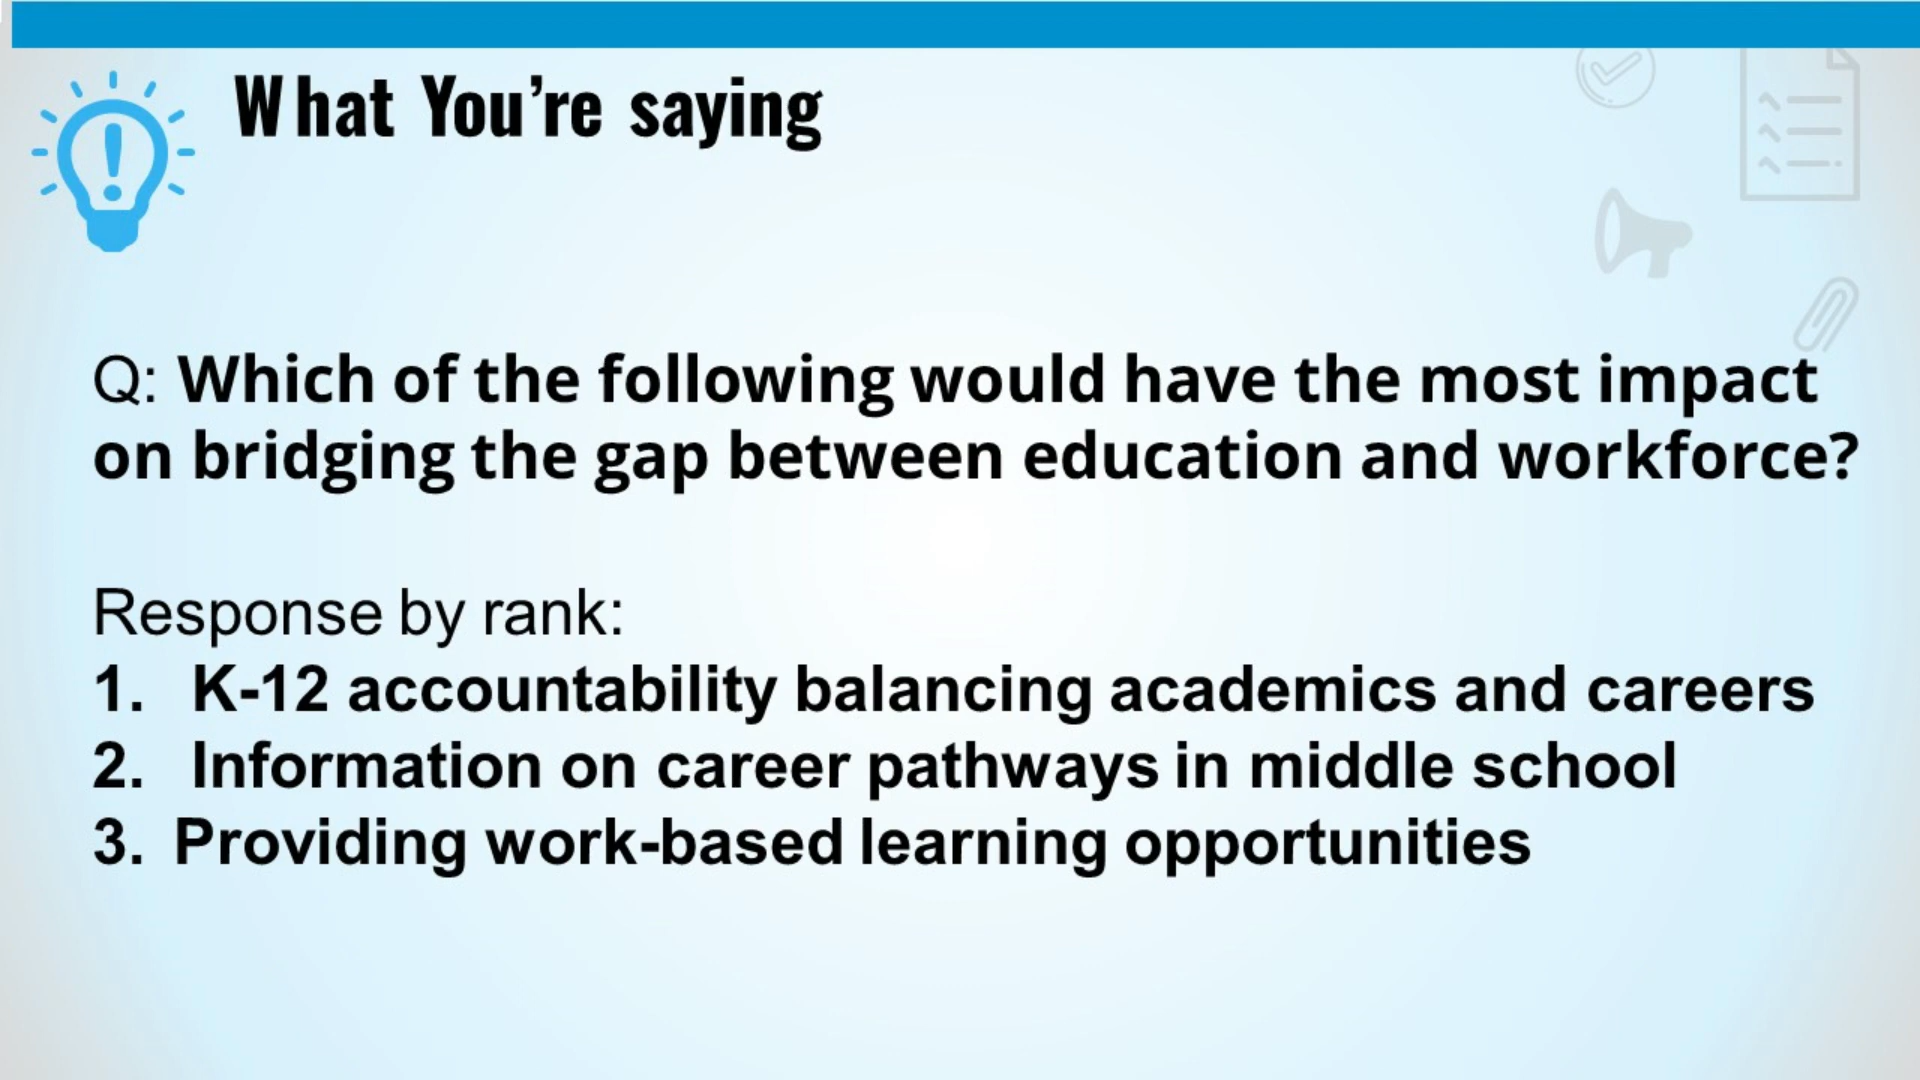 What You’re saying
Q: Which of the following would have the most impact
on bridging the gap between education and workforce?
Response by rank:
1. K-12 accountability balancing academics and careers
2. Information on career pathways in middle school
3. Providing work-based learning opportunities